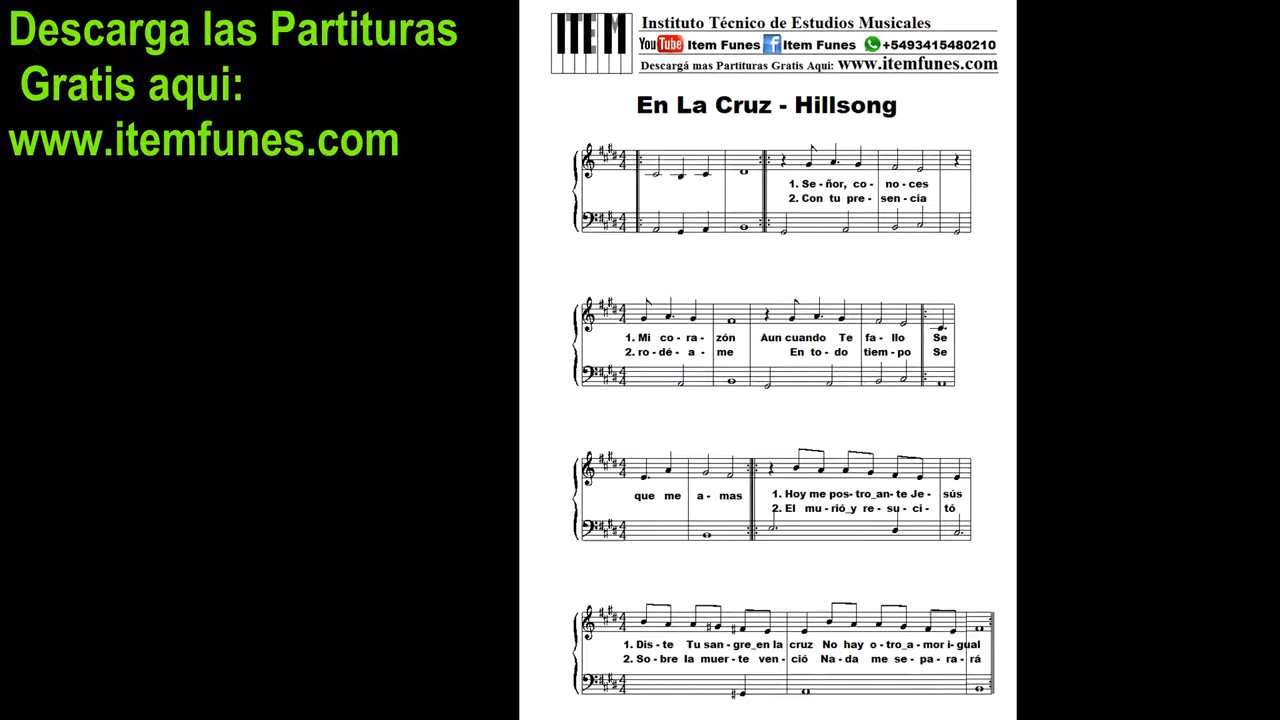 Descarga las Partituras
Gratis aqui:
www.itemfunes.com
ITEM
Instituto Técnico de Estudios Musicales
YouTube Item Funes f Item Funes +5493415480210
Descargá mas Partituras Gratis Aqui: www.itemfunes.com
En La Cruz - Hillsong
1. Se - ñor, co - no - ces
2. Con tu pre - sen - cia
1. Mi co - ra - zón Aun cuando Te fa - llo Se
2. ro - dé - a - me En to - do tiem - po Se
que me a - mas
1. Hoy me pos - tro_an - te Je - sús
2. El mu - rió_y re - su - ci - tó
1. Dis - te Tu san - gre_en la cruz No hay o - tro_a - mor i - gual
2. So - bre la muer - te ven - ció Na - da me se - pa - ra - rá